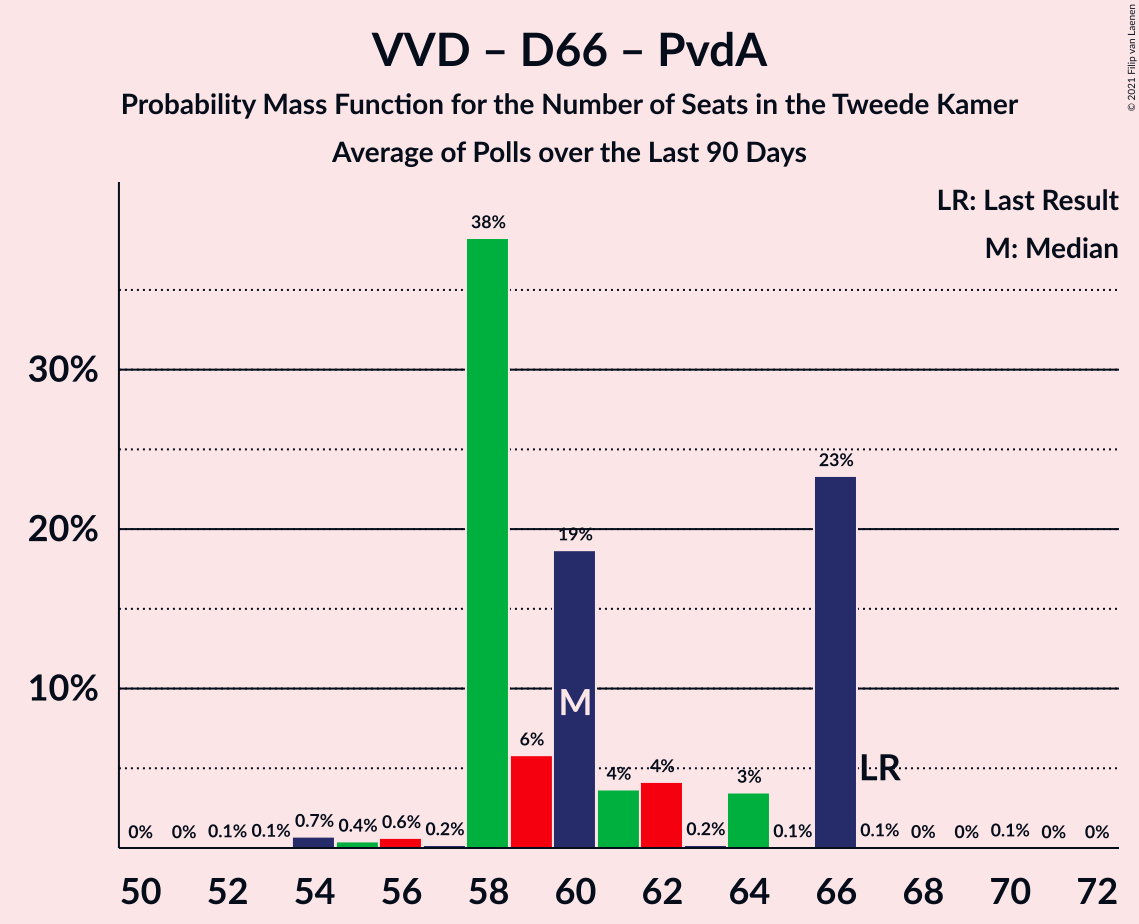 VVD – D66 – PvdA
Probability Mass Function for the Number of Seats in the Tweede Kamer
Average of Polls over the Last 90 Days
© 2021 Filip van Laenen
LR: Last Result
M: Median
30%
20%
10%
0%
0%
0.1%
0.1%
0.7%
0.4%
0.6%
0.2%
38%
6%
19%
4%
4%
0.2%
3%
0.1%
23%
0.1%
0%
0%
0.1%
0%
0%
M
LR
50 52 54 56 58 60 62 64 66 68 70 72